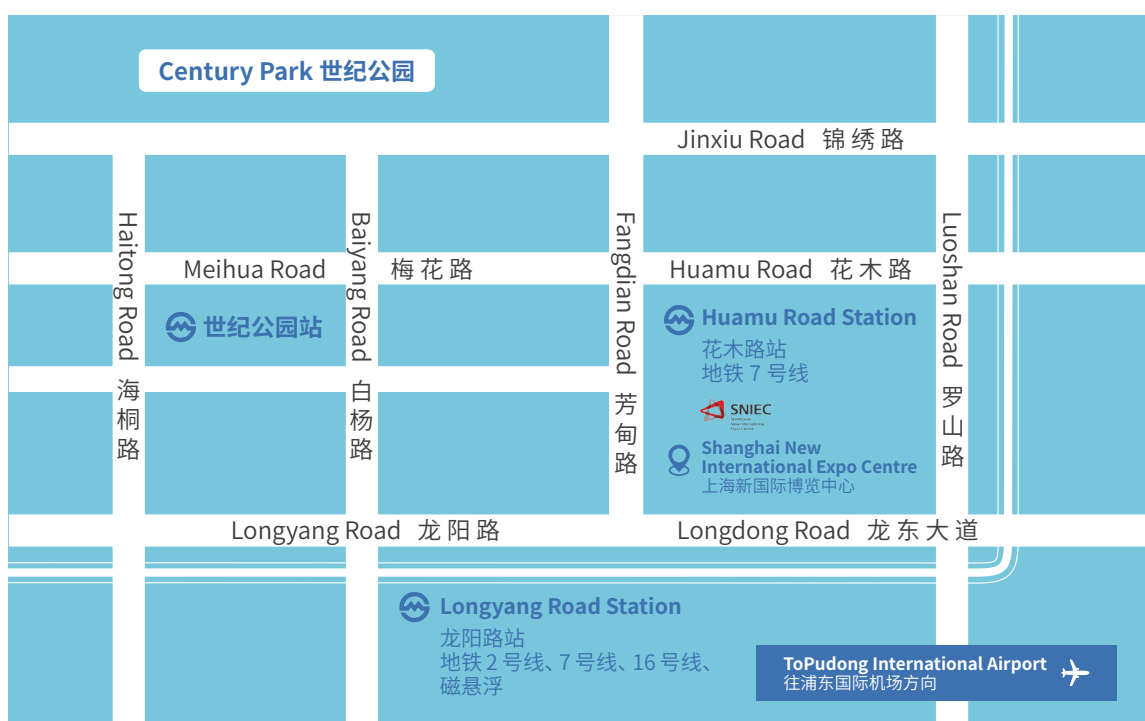 Century Park 世纪公园
Jinxiu Road 锦绣路
Haitong Road 海桐路
Baiyang Road 白杨路
Fangdian Road 芳甸路
Luoshan Road 罗山路
Meihua Road 梅花路
Huamu Road 花木路
世纪公园站
Huamu Road Station
花木路站
地铁 7 号线
SNIEC
Shanghai New
International Expo Centre
上海新国际博览中心
Longyang Road 龙阳路
Longdong Road 龙东大道
Longyang Road Station
龙阳路站
地铁 2 号线、7 号线、16 号线、
磁悬浮
ToPudong International Airport
往浦东国际机场方向